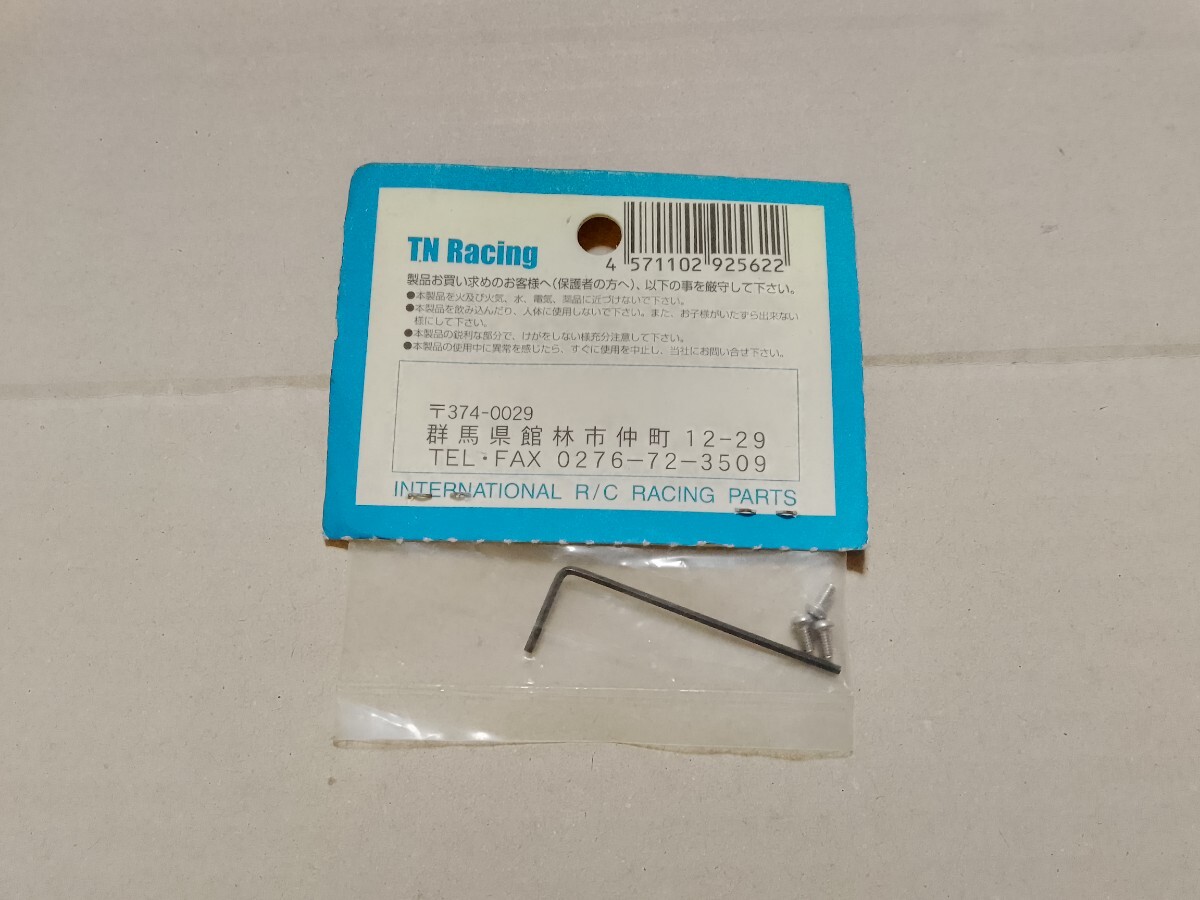 T.N Racing
4 571102 925622
製品お買い求めのお客様へ(保護者の方へ)、以下の事を厳守して下さい。
●本製品を火及び火気、水、電気、薬品に近づけないで下さい。
●本製品を飲み込んだり、人体に使用しないで下さい。また、お子様がいたずら出来ない
様にして下さい。
●本製品の鋭利な部分で、けがをしない様充分注意して下さい。
●本製品の使用中に異常を感じたら、すぐに使用を中止し、当社にお問い合せ下さい。
〒374-0029
群馬県館林市仲町 12-29
TEL・FAX 0276-72-3509
INTERNATIONAL R/C RACING PARTS